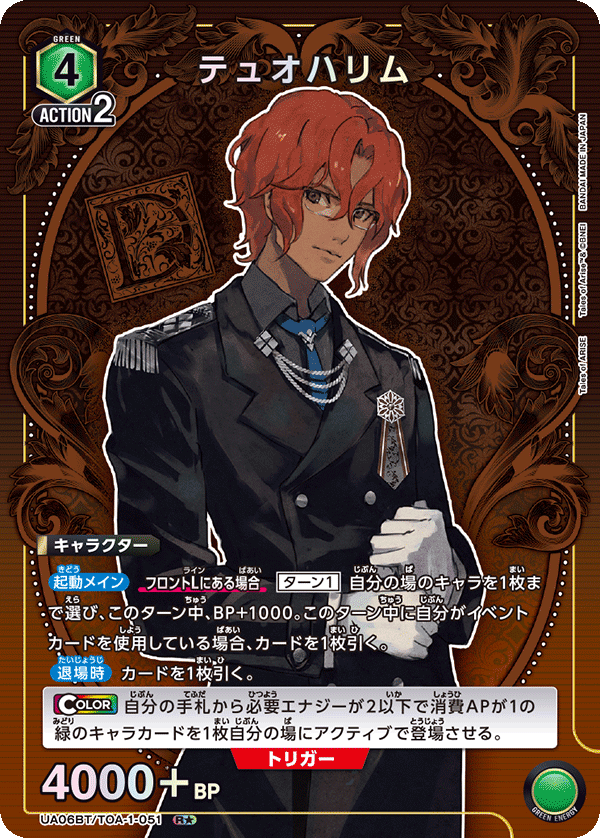 GREEN
4
ACTION2
テュオハリム
BANDAI MADE IN JAPAN
Tales of Arise™& ©BNEI
Tales of ARISE
キャラクター
起動メイン フロントLにある場合 ターン1 自分の場のキャラを1枚ま
で選び、このターン中、BP+1000。このターン中に自分がイベント
カードを使用している場合、カードを1枚引く。
退場時 カードを1枚引く。
COLOR 自分の手札から必要エナジーが2以下で消費APが1の
緑のキャラカードを1枚自分の場にアクティブで登場させる。
トリガー
4000+BP
GREEN ENERGY
UA06BT/TOA-1-051 R★